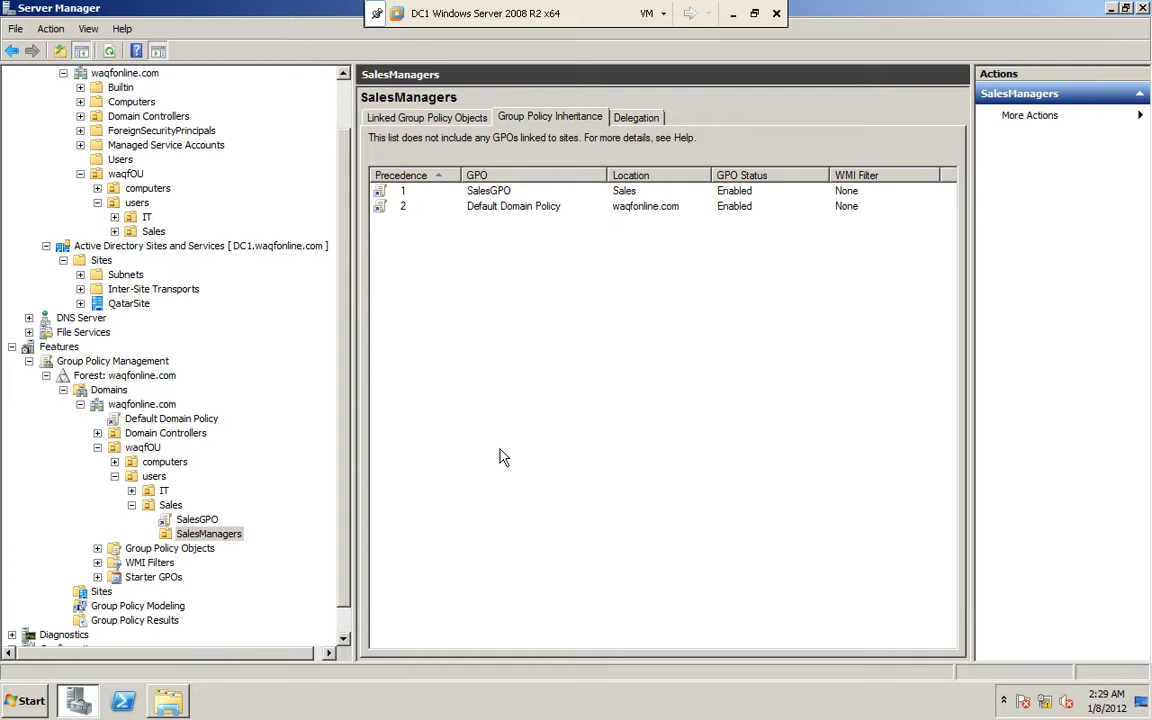 Server Manager
DC1 Windows Server 2008 R2 x64
VM
File Action View Help
waqfonline.com
Builtin
Computers
Domain Controllers
ForeignSecurityPrincipals
Managed Service Accounts
Users
waqfOU
computers
users
IT
Sales
Active Directory Sites and Services [ DC1.waqfonline.com ]
Sites
Subnets
Inter-Site Transports
QatarSite
DNS Server
File Services
Features
Group Policy Management
Forest: waqfonline.com
Domains
waqfonline.com
Default Domain Policy
Domain Controllers
waqfOU
computers
users
IT
Sales
SalesGPO
SalesManagers
Group Policy Objects
WMI Filters
Starter GPOs
Sites
Group Policy Modeling
Group Policy Results
Diagnostics
SalesManagers
SalesManagers
Linked Group Policy Objects Group Policy Inheritance Delegation
This list does not include any GPOs linked to sites. For more details, see Help.
Precedence GPO Location GPO Status WMI Filter
1 SalesGPO Sales Enabled None
2 Default Domain Policy waqfonline.com Enabled None
Actions
SalesManagers
More Actions
Start
2:29 AM
1/8/2012